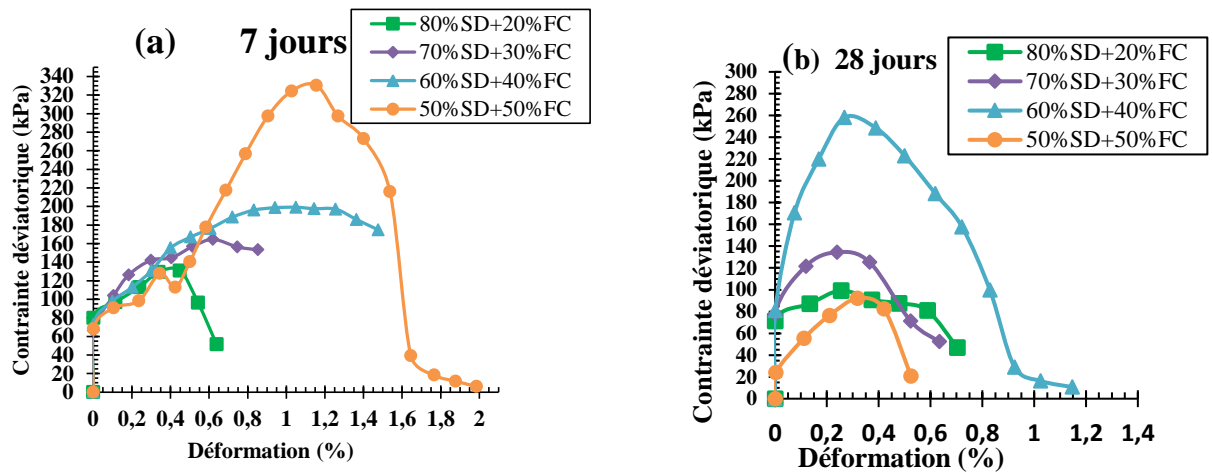 (a) 7 jours
80%SD+20%FC
70%SD+30%FC
60%SD+40%FC
50%SD+50%FC
Contrainte déviatorique (kPa)
340
320
300
280
260
240
220
200
180
160
140
120
100
80
60
40
20
0
0 0,2 0,4 0,6 0,8 1 1,2 1,4 1,6 1,8 2
Déformation (%)
(b) 28 jours
80%SD+20%FC
70%SD+30%FC
60%SD+40%FC
50%SD+50%FC
Contrainte déviatorique (kPa)
300
280
260
240
220
200
180
160
140
120
100
80
60
40
20
0
0 0,2 0,4 0,6 0,8 1 1,2 1,4
Déformation (%)